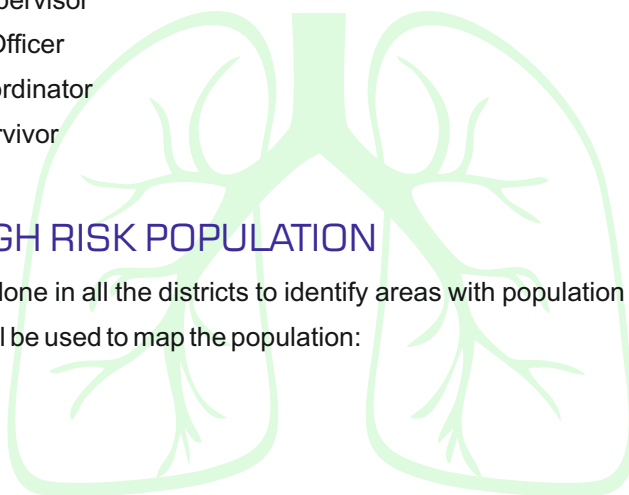 pervisor
Officer
ordinator
rvivor
GH RISK POPULATION
done in all the districts to identify areas with population
l be used to map the population: